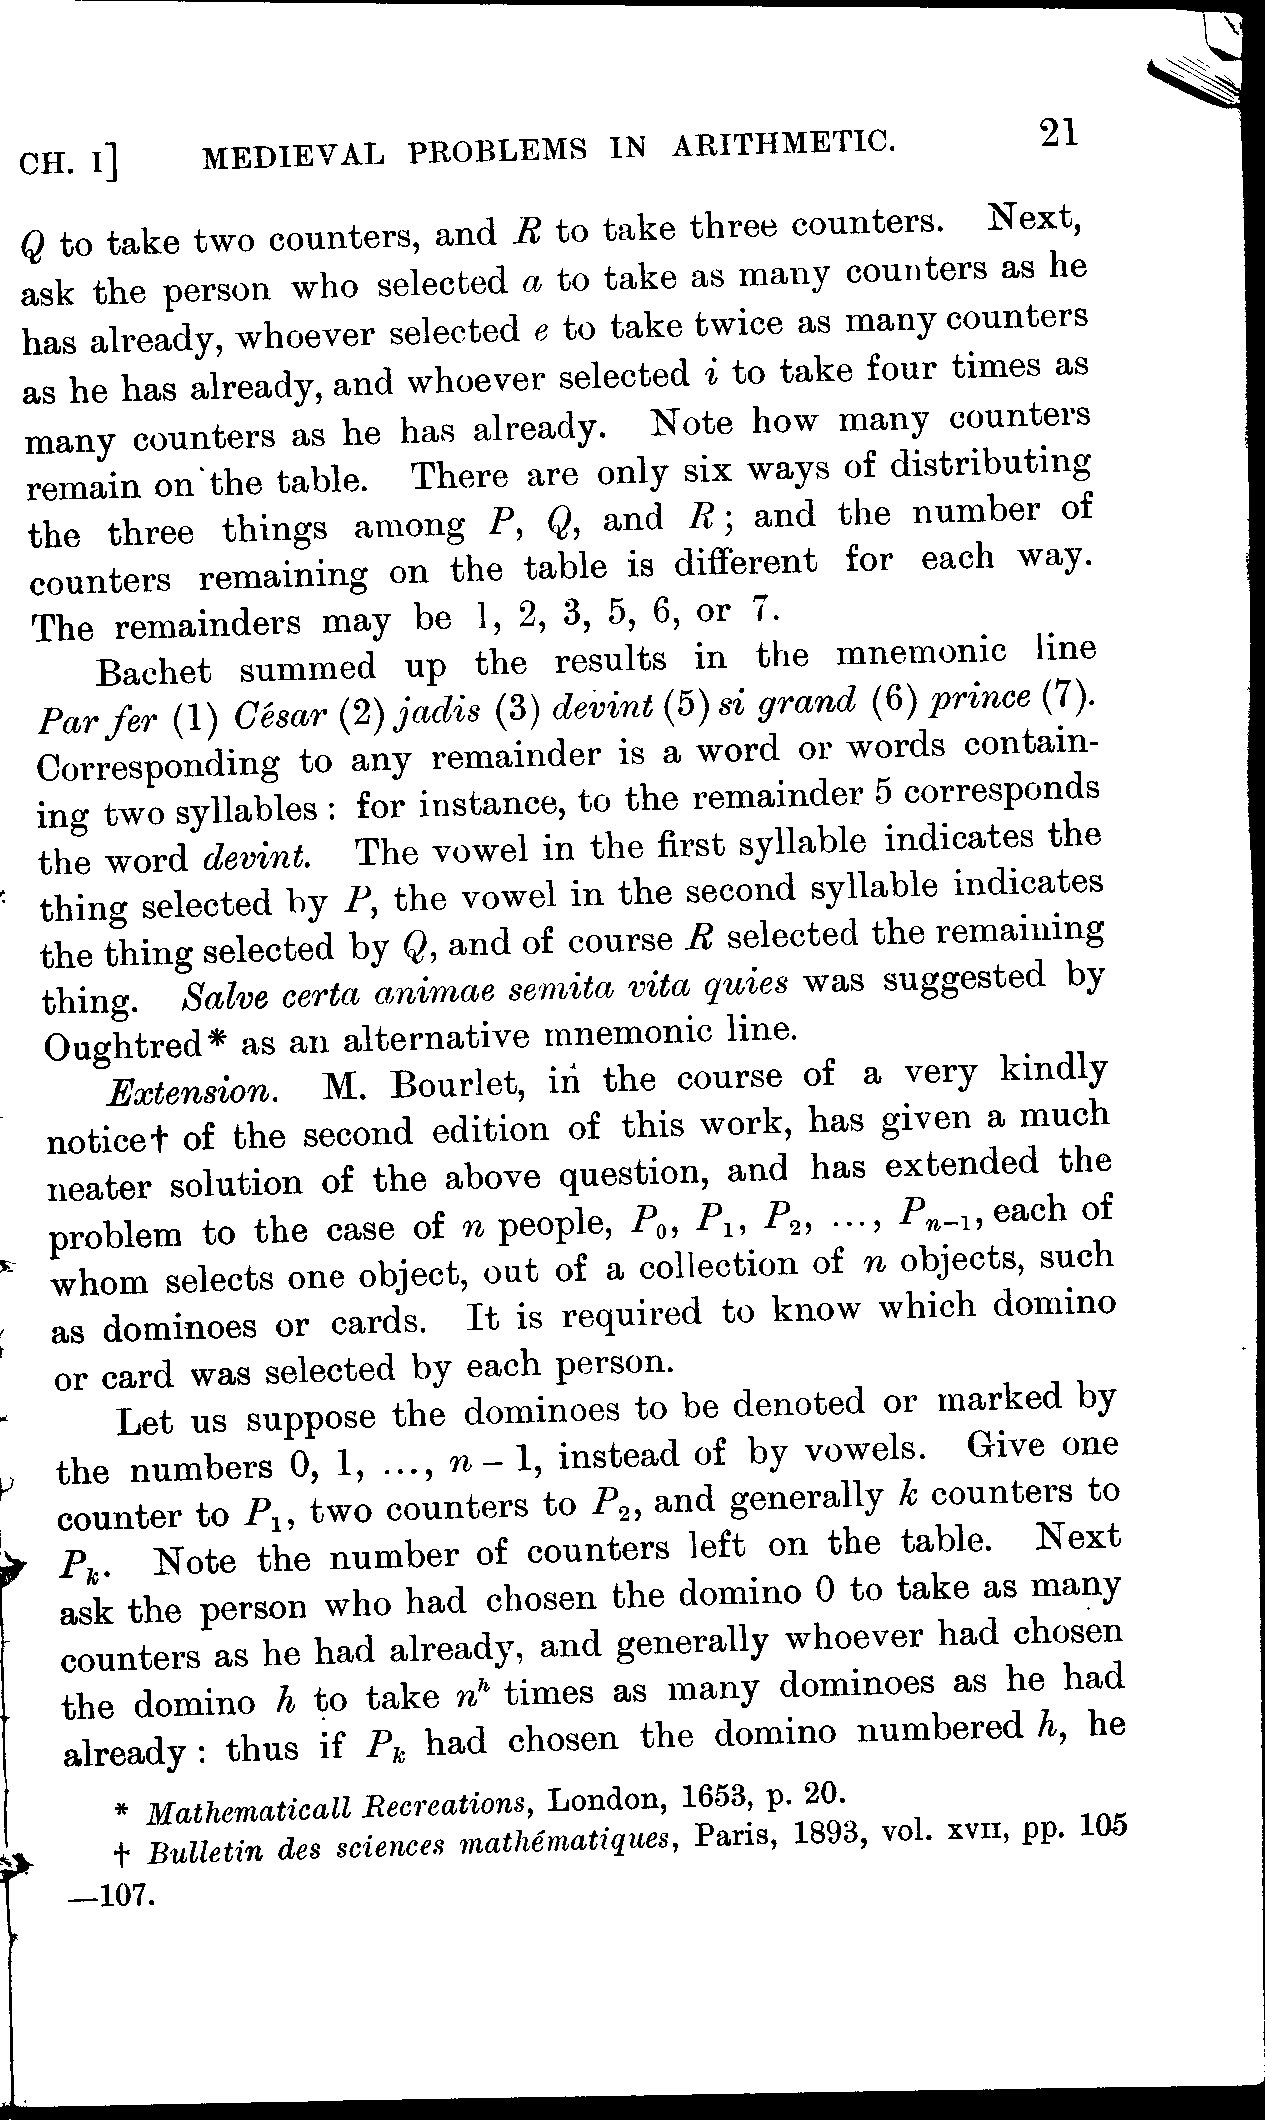 CH. I] MEDIEVAL PROBLEMS IN ARITHMETIC. 21
Q to take two counters, and R to take three counters. Next,
ask the person who selected a to take as many counters as he
has already, whoever selected e to take twice as many counters
as he has already, and whoever selected i to take four times as
many counters as he has already. Note how many counters
remain on the table. There are only six ways of distributing
the three things among P, Q, and R; and the number of
counters remaining on the table is different for each way.
The remainders may be 1, 2, 3, 5, 6, or 7.
Bachet summed up the results in the mnemonic line
Par fer (1) César (2) jadis (3) devint (5) si grand (6) prince (7).
Corresponding to any remainder is a word or words contain-
ing two syllables: for instance, to the remainder 5 corresponds
the word devint. The vowel in the first syllable indicates the
thing selected by P, the vowel in the second syllable indicates
the thing selected by Q, and of course R selected the remaining
thing. Salve certa animae semita vita quies was suggested by
Oughtred* as an alternative mnemonic line.
Extension. M. Bourlet, in the course of a very kindly
notice† of the second edition of this work, has given a much
neater solution of the above question, and has extended the
problem to the case of n people, P₀, P₁, P₂, ..., Pₙ₋₁, each of
whom selects one object, out of a collection of n objects, such
as dominoes or cards. It is required to know which domino
or card was selected by each person.
Let us suppose the dominoes to be denoted or marked by
the numbers 0, 1, ..., n – 1, instead of by vowels. Give one
counter to P₁, two counters to P₂, and generally k counters to
Pₖ. Note the number of counters left on the table. Next
ask the person who had chosen the domino 0 to take as many
counters as he had already, and generally whoever had chosen
the domino h to take nʰ times as many dominoes as he had
already: thus if Pₖ had chosen the domino numbered h, he
* Mathematicall Recreations, London, 1653, p. 20.
† Bulletin des sciences mathématiques, Paris, 1893, vol. XVII, pp. 105
—107.